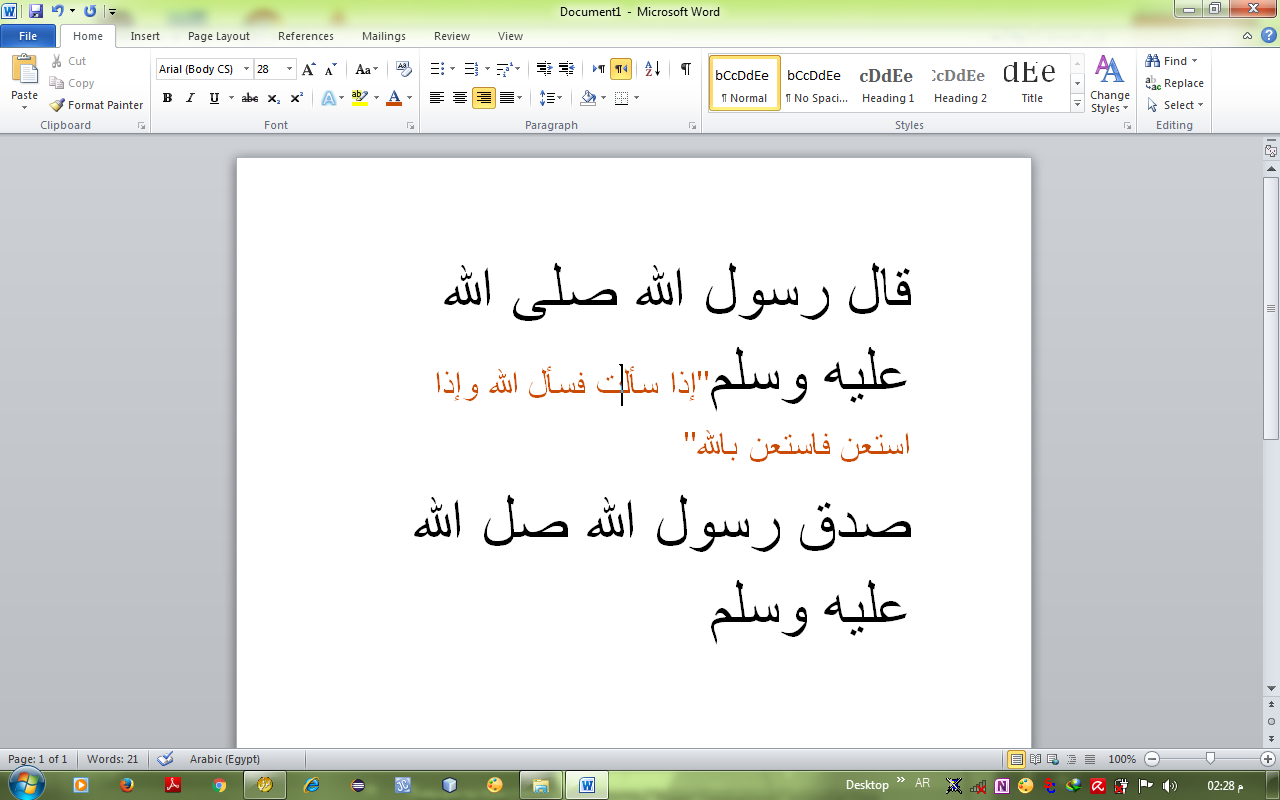 Document1 - Microsoft Word
File Home Insert Page Layout References Mailings Review View
Paste
Cut
Copy
Format Painter
Clipboard
Arial (Body CS) 28
Font
Paragraph
bCcDdEe bCcDdEe cDdEe :cDdEe dEe
¶ Normal ¶ No Spaci... Heading 1 Heading 2 Title
Change Styles
Styles
Find
Replace
Select
Editing
قال رسول الله صلى الله
عليه وسلم"إذا سألت فسأل الله وإذا
استعن فاستعن بالله"
صدق رسول الله صل الله
عليه وسلم
Page: 1 of 1 Words: 21 Arabic (Egypt) 100%
Desktop » AR 02:28 م